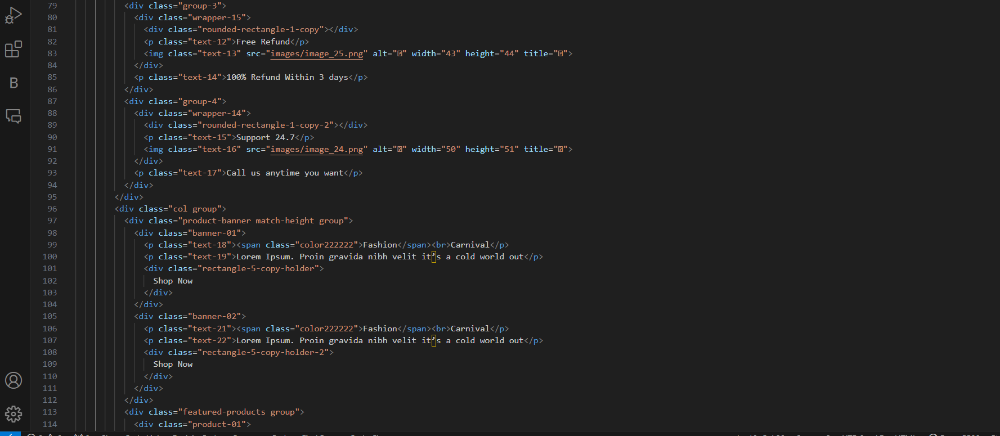 79 <div class="group-3">
80 <div class="wrapper-15">
81 <div class="rounded-rectangle-1-copy"></div>
82 <p class="text-12">Free Refund</p>
83 <img class="text-13" src="images/image_25.png" alt="" width="43" height="44" title="">
84 </div>
85 <p class="text-14">100% Refund Within 3 days</p>
86 </div>
87 <div class="group-4">
88 <div class="wrapper-14">
89 <div class="rounded-rectangle-1-copy-2"></div>
90 <p class="text-15">Support 24.7</p>
91 <img class="text-16" src="images/image_24.png" alt="" width="50" height="51" title="">
92 </div>
93 <p class="text-17">Call us anytime you want</p>
94 </div>
95 </div>
96 <div class="col group">
97 <div class="product-banner match-height group">
98 <div class="banner-01">
99 <p class="text-18"><span class="color222222">Fashion</span><br>Carnival</p>
100 <p class="text-19">Lorem Ipsum. Proin gravida nibh velit it’s a cold world out</p>
101 <div class="rectangle-5-copy-holder">
102 Shop Now
103 </div>
104 </div>
105 <div class="banner-02">
106 <p class="text-21"><span class="color222222">Fashion</span><br>Carnival</p>
107 <p class="text-22">Lorem Ipsum. Proin gravida nibh velit it’s a cold world out</p>
108 <div class="rectangle-5-copy-holder-2">
109 Shop Now
110 </div>
111 </div>
112 </div>
113 <div class="featured-products group">
114 <div class="product-01">
B